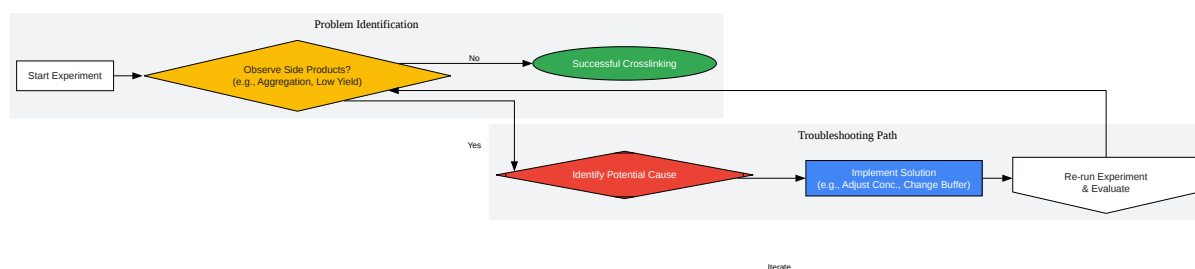 Problem Identification
Start Experiment
Observe Side Products?
(e.g., Aggregation, Low Yield)
No
Successful Crosslinking
Yes
Troubleshooting Path
Identify Potential Cause
Implement Solution
(e.g., Adjust Conc., Change Buffer)
Re-run Experiment
& Evaluate
Iterate